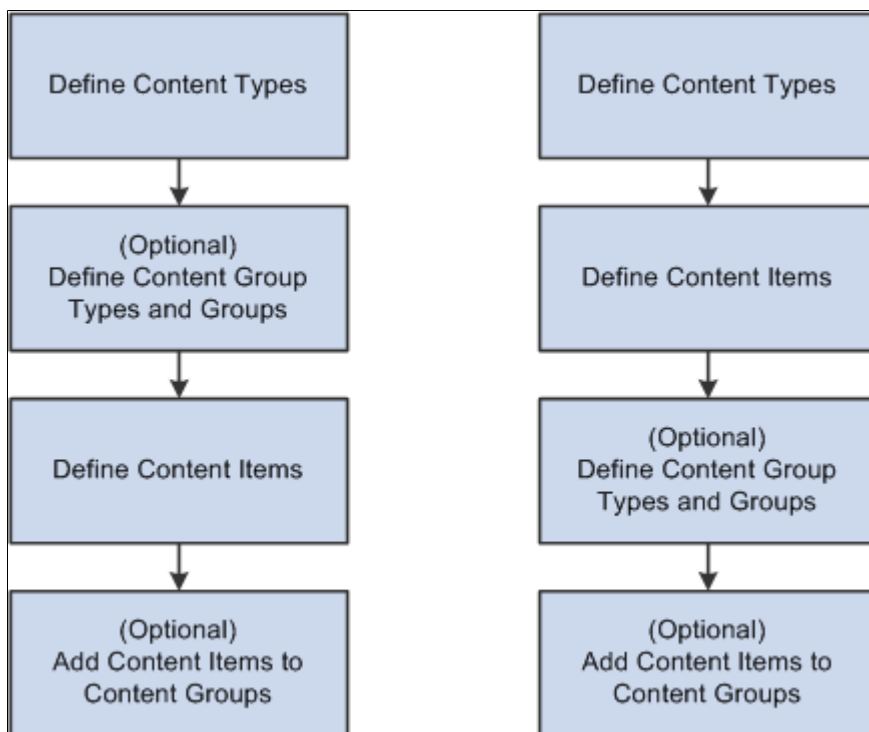 Define Content Types
(Optional)
Define Content Group
Types and Groups
Define Content Items
(Optional)
Add Content Items to
Content Groups
Define Content Types
Define Content Items
(Optional)
Define Content Group
Types and Groups
(Optional)
Add Content Items to
Content Groups